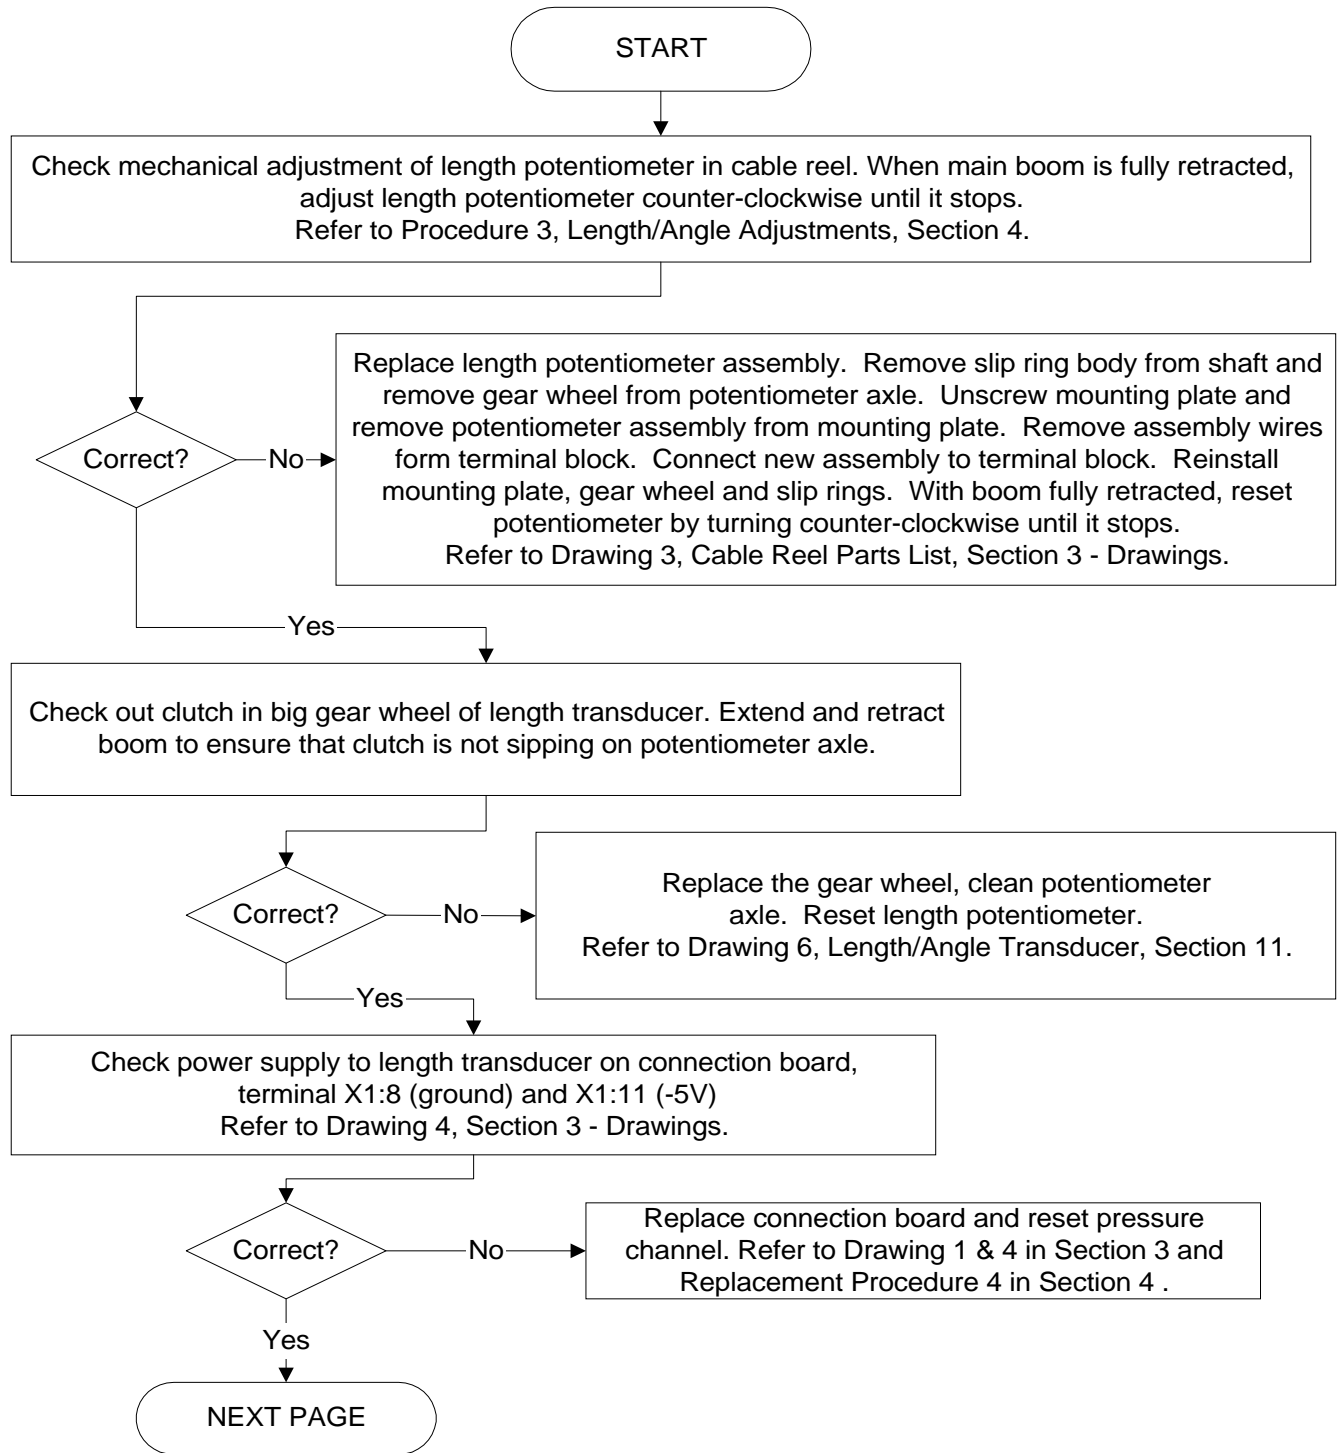 START
Check mechanical adjustment of length potentiometer in cable reel. When main boom is fully retracted,
adjust length potentiometer counter-clockwise until it stops.
Refer to Procedure 3, Length/Angle Adjustments, Section 4.
Replace length potentiometer assembly.  Remove slip ring body from shaft and
remove gear wheel from potentiometer axle.  Unscrew mounting plate and
remove potentiometer assembly from mounting plate.  Remove assembly wires
form terminal block.  Connect new assembly to terminal block.  Reinstall
mounting plate, gear wheel and slip rings.  With boom fully retracted, reset
potentiometer by turning counter-clockwise until it stops.
Refer to Drawing 3, Cable Reel Parts List, Section 3 - Drawings.
Correct?
No
Yes
Check out clutch in big gear wheel of length transducer. Extend and retract
boom to ensure that clutch is not sipping on potentiometer axle.
Correct?
No
Replace the gear wheel, clean potentiometer
axle.  Reset length potentiometer.
Refer to Drawing 6, Length/Angle Transducer, Section 11.
Yes
Check power supply to length transducer on connection board,
terminal X1:8 (ground) and X1:11 (-5V)
Refer to Drawing 4, Section 3 - Drawings.
Correct?
No
Replace connection board and reset pressure
channel. Refer to Drawing 1 & 4 in Section 3 and
Replacement Procedure 4 in Section 4 .
Yes
NEXT PAGE